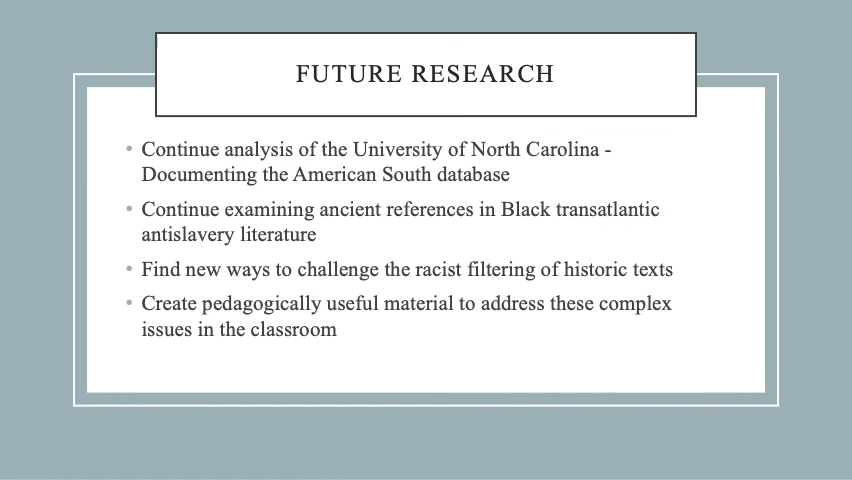 FUTURE RESEARCH
• Continue analysis of the University of North Carolina -
Documenting the American South database
• Continue examining ancient references in Black transatlantic
antislavery literature
• Find new ways to challenge the racist filtering of historic texts
• Create pedagogically useful material to address these complex
issues in the classroom